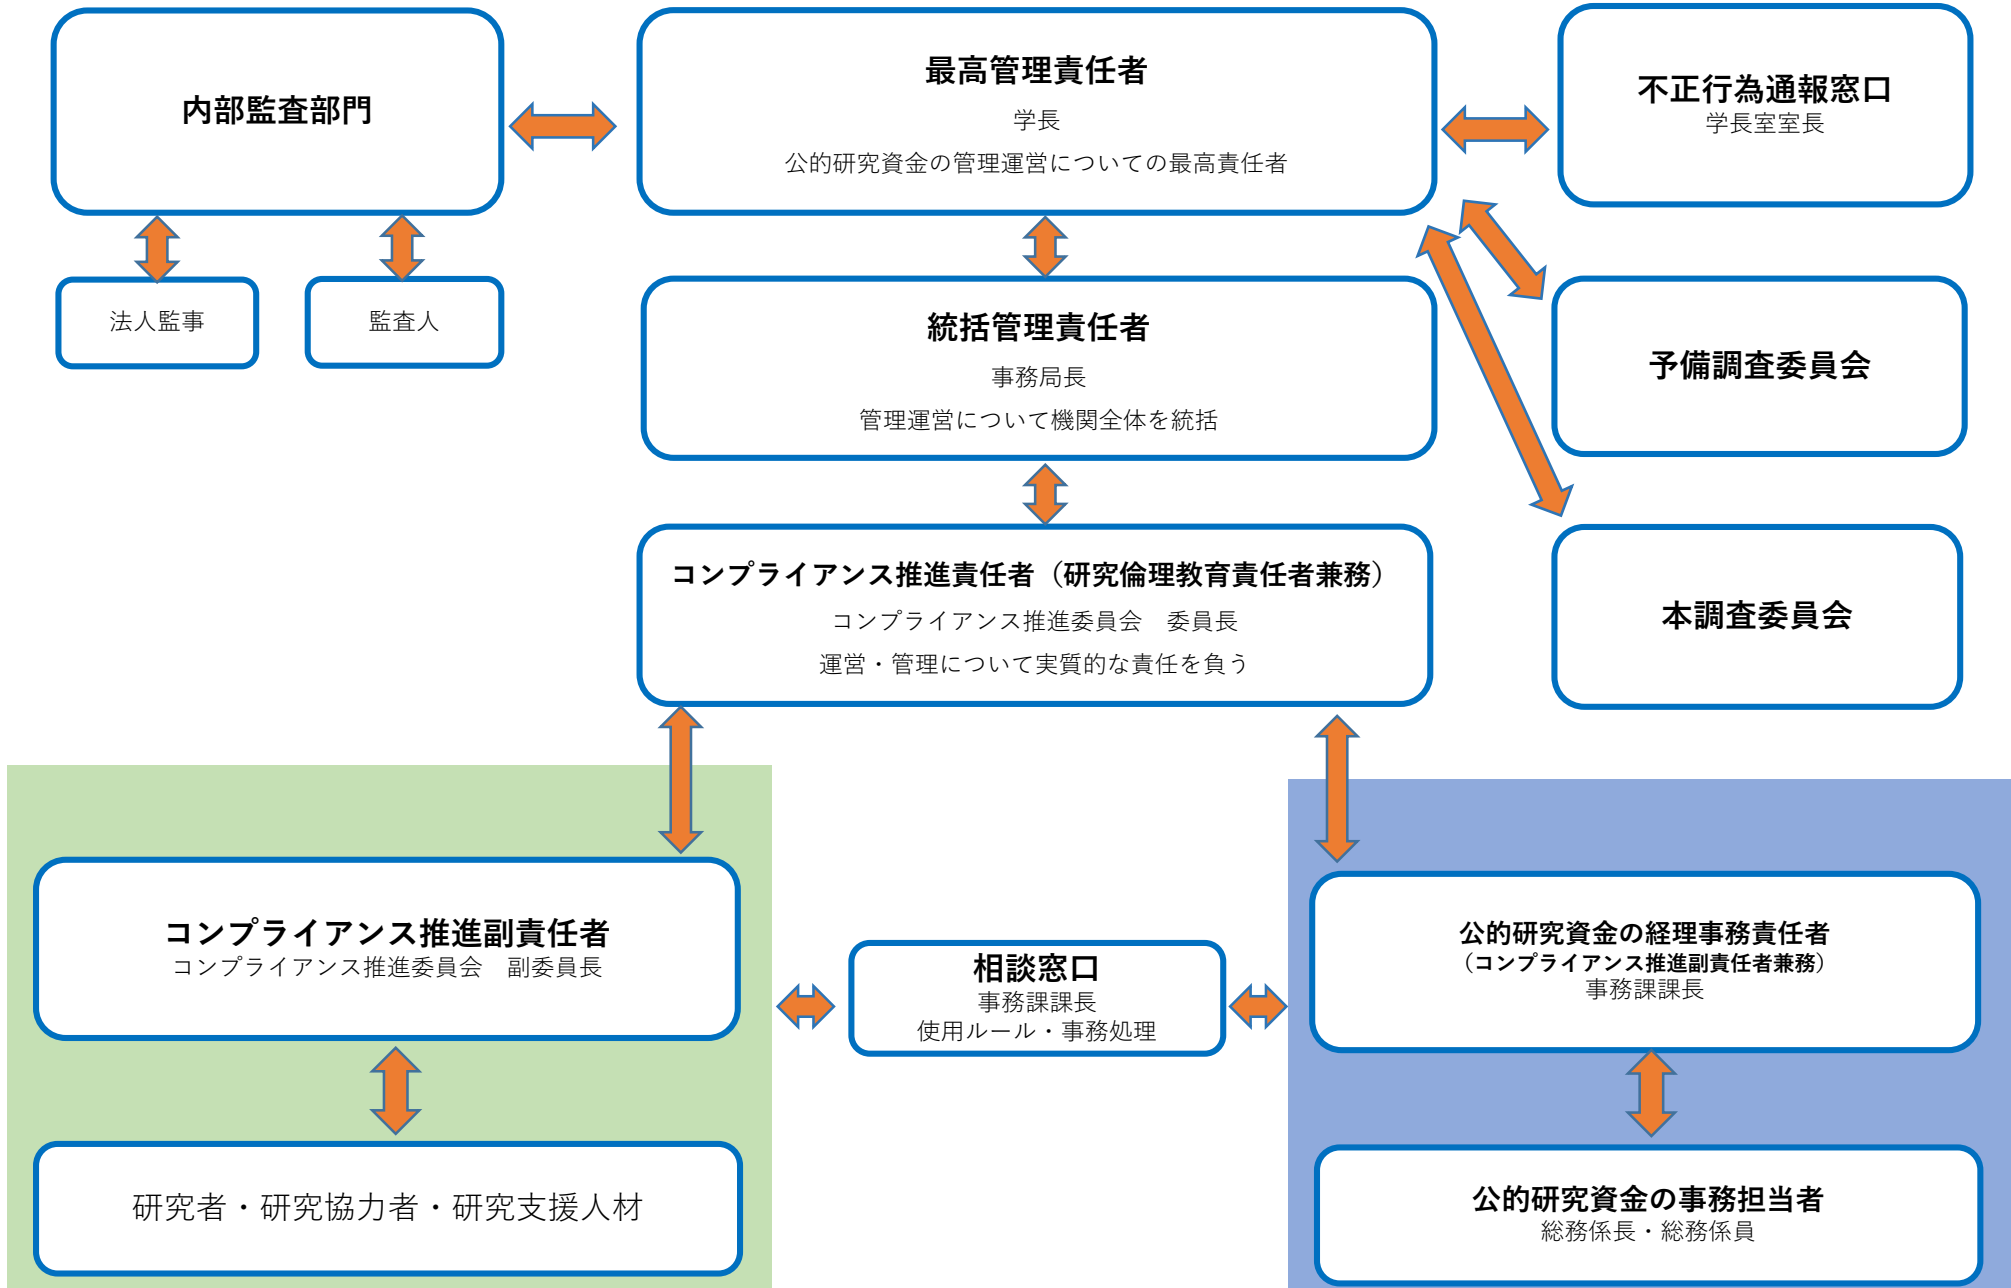 内部監査部門
最高管理責任者
学長
公的研究資金の管理運営についての最高責任者
不正行為通報窓口
学長室室長
法人監事
監査人
統括管理責任者
事務局長
管理運営について機関全体を統括
予備調査委員会
コンプライアンス推進責任者（研究倫理教育責任者兼務）
コンプライアンス推進委員会　委員長
運営・管理について実質的な責任を負う
本調査委員会
コンプライアンス推進副責任者
コンプライアンス推進委員会　副委員長
相談窓口
事務課課長
使用ルール・事務処理
公的研究資金の経理事務責任者
（コンプライアンス推進副責任者兼務）
事務課課長
研究者・研究協力者・研究支援人材
公的研究資金の事務担当者
総務係長・総務係員